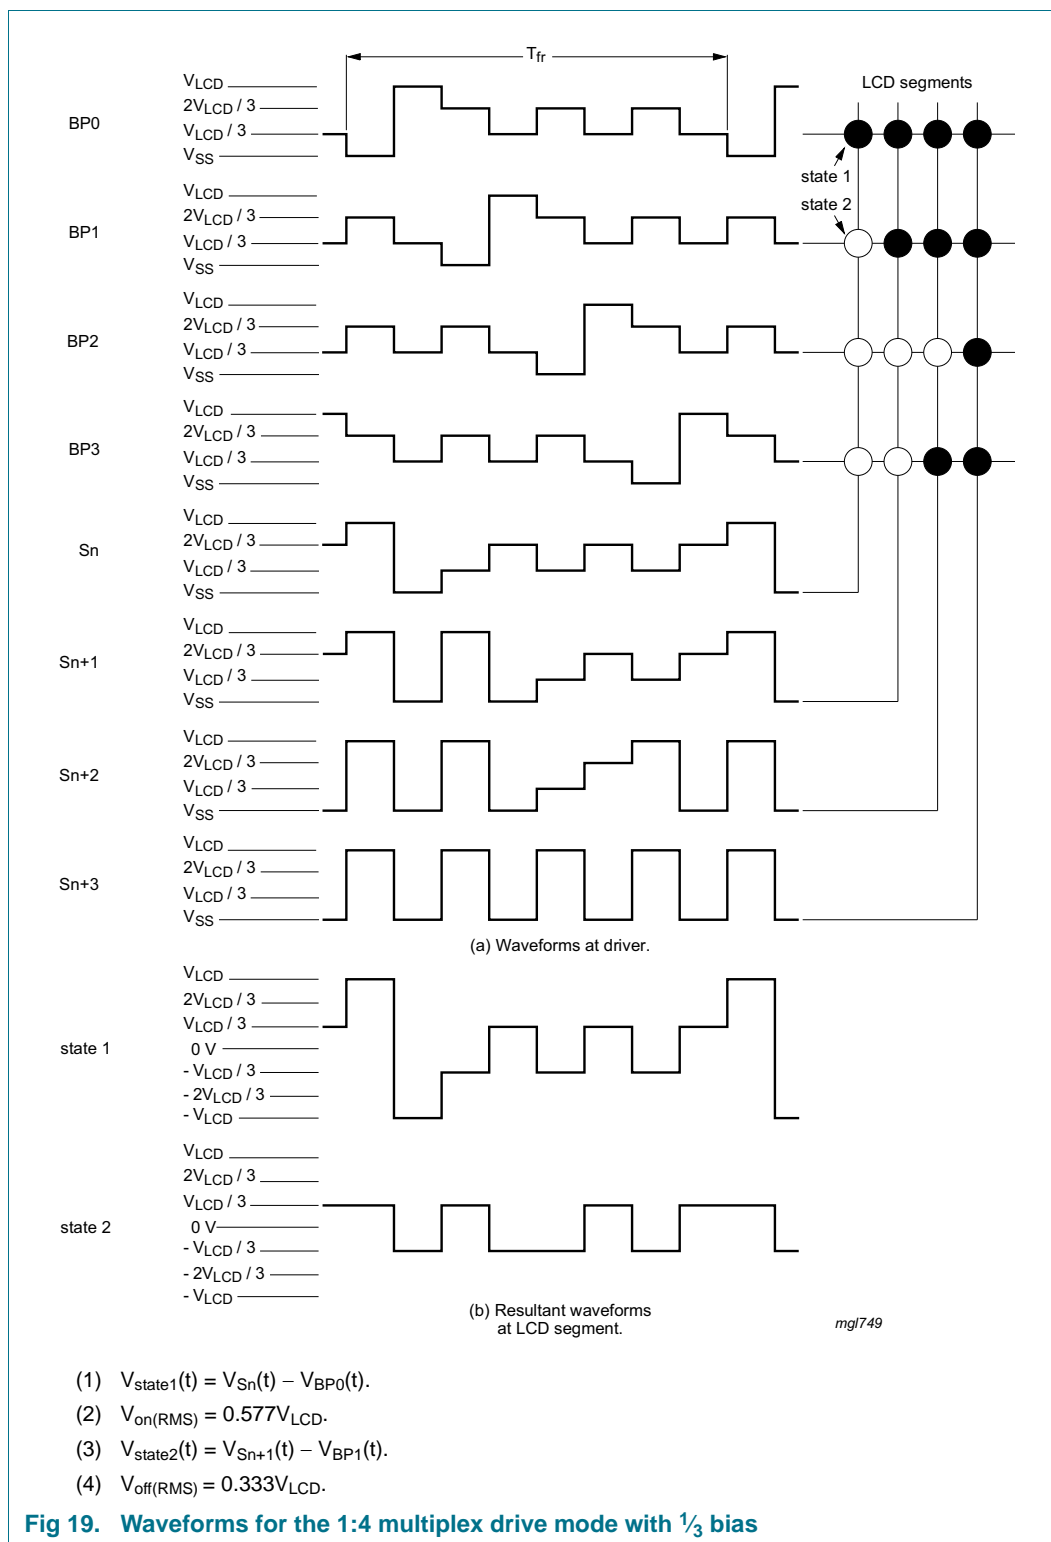 Tfr
LCD segments
BP0
VLCD
2VLCD / 3
VLCD / 3
VSS
state 1
state 2
BP1
VLCD
2VLCD / 3
VLCD / 3
VSS
BP2
VLCD
2VLCD / 3
VLCD / 3
VSS
BP3
VLCD
2VLCD / 3
VLCD / 3
VSS
Sn
VLCD
2VLCD / 3
VLCD / 3
VSS
Sn+1
VLCD
2VLCD / 3
VLCD / 3
VSS
Sn+2
VLCD
2VLCD / 3
VLCD / 3
VSS
Sn+3
VLCD
2VLCD / 3
VLCD / 3
VSS
(a) Waveforms at driver.
state 1
VLCD
2VLCD / 3
VLCD / 3
0 V
- VLCD / 3
- 2VLCD / 3
- VLCD
state 2
VLCD
2VLCD / 3
VLCD / 3
0 V
- VLCD / 3
- 2VLCD / 3
- VLCD
(b) Resultant waveforms
at LCD segment.
mgl749
(1) Vstate1(t) = VSn(t) − VBP0(t).
(2) Von(RMS) = 0.577VLCD.
(3) Vstate2(t) = VSn+1(t) − VBP1(t).
(4) Voff(RMS) = 0.333VLCD.
Fig 19. Waveforms for the 1:4 multiplex drive mode with 1⁄3 bias